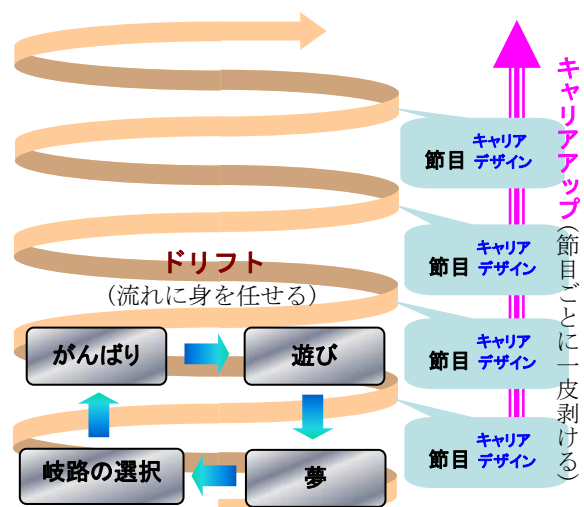 節目 キャリア
デザイン
節目 キャリア
デザイン
ドリフト
(流れに身を任せる)
がんばり
遊び
節目 キャリア
デザイン
岐路の選択
夢
節目 キャリア
デザイン
キャリアアップ(節目ごとに一皮剥ける)